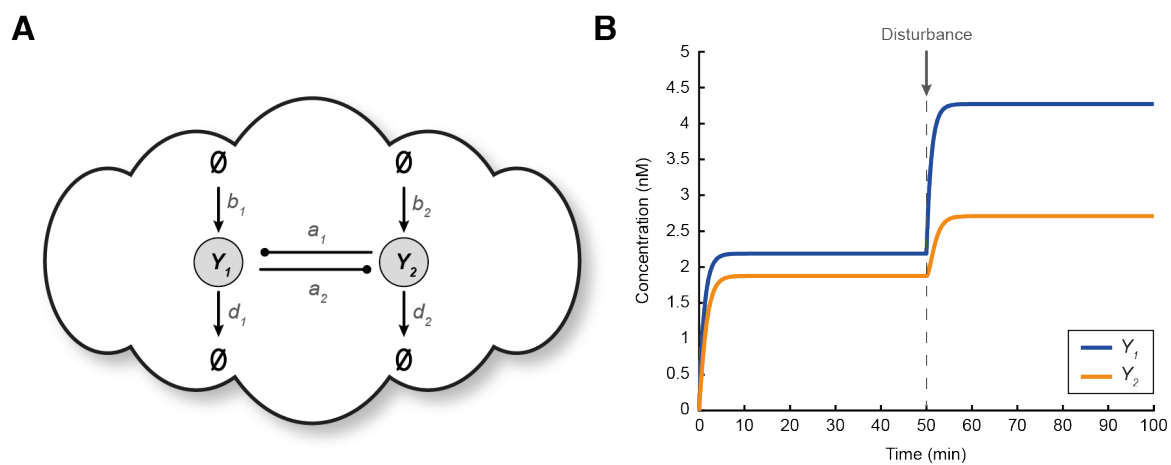 A
Ø
Ø
b1
b2
a1
Y1
Y2
a2
d1
d2
Ø
Ø
B
Disturbance
5
4.5
4
3.5
3
2.5
2
1.5
1
0.5
0
Concentration (nM)
Y1
Y2
0 10 20 30 40 50 60 70 80 90 100
Time (min)